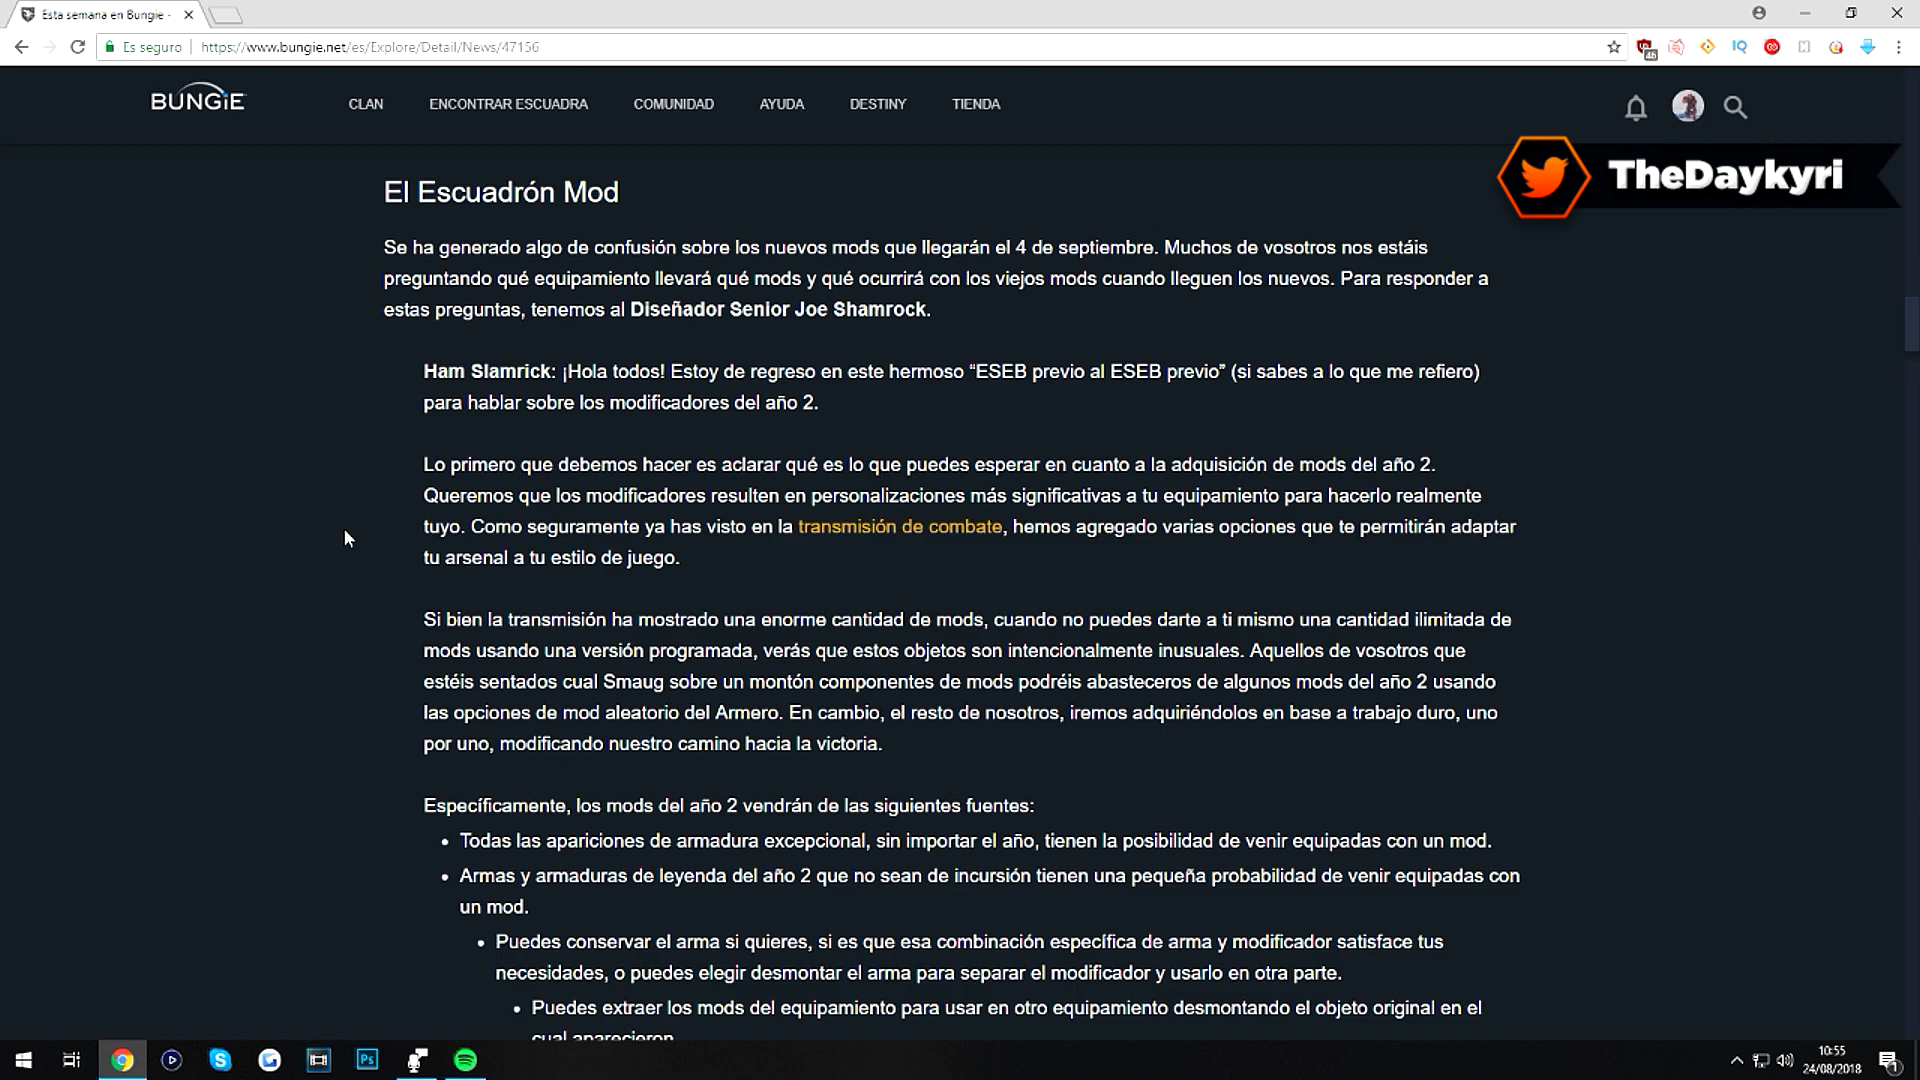 Esta semana en Bungie -
Es seguro
https://www.bungie.net/es/Explore/Detail/News/47156
46
IQ
BUNGiE
CLAN
ENCONTRAR ESCUADRA
COMUNIDAD
AYUDA
DESTINY
TIENDA
TheDaykyri
El Escuadrón Mod
Se ha generado algo de confusión sobre los nuevos mods que llegarán el 4 de septiembre. Muchos de vosotros nos estáis
preguntando qué equipamiento llevará qué mods y qué ocurrirá con los viejos mods cuando lleguen los nuevos. Para responder a
estas preguntas, tenemos al Diseñador Senior Joe Shamrock.
Ham Slamrick: ¡Hola todos! Estoy de regreso en este hermoso “ESEB previo al ESEB previo” (si sabes a lo que me refiero)
para hablar sobre los modificadores del año 2.
Lo primero que debemos hacer es aclarar qué es lo que puedes esperar en cuanto a la adquisición de mods del año 2.
Queremos que los modificadores resulten en personalizaciones más significativas a tu equipamiento para hacerlo realmente
tuyo. Como seguramente ya has visto en la transmisión de combate, hemos agregado varias opciones que te permitirán adaptar
tu arsenal a tu estilo de juego.
Si bien la transmisión ha mostrado una enorme cantidad de mods, cuando no puedes darte a ti mismo una cantidad ilimitada de
mods usando una versión programada, verás que estos objetos son intencionalmente inusuales. Aquellos de vosotros que
estéis sentados cual Smaug sobre un montón componentes de mods podréis abasteceros de algunos mods del año 2 usando
las opciones de mod aleatorio del Armero. En cambio, el resto de nosotros, iremos adquiriéndolos en base a trabajo duro, uno
por uno, modificando nuestro camino hacia la victoria.
Específicamente, los mods del año 2 vendrán de las siguientes fuentes:
• Todas las apariciones de armadura excepcional, sin importar el año, tienen la posibilidad de venir equipadas con un mod.
• Armas y armaduras de leyenda del año 2 que no sean de incursión tienen una pequeña probabilidad de venir equipadas con
un mod.
• Puedes conservar el arma si quieres, si es que esa combinación específica de arma y modificador satisface tus
necesidades, o puedes elegir desmontar el arma para separar el modificador y usarlo en otra parte.
• Puedes extraer los mods del equipamiento para usar en otro equipamiento desmontando el objeto original en el
cual aparecieron
Ps
10:55
24/08/2018
1